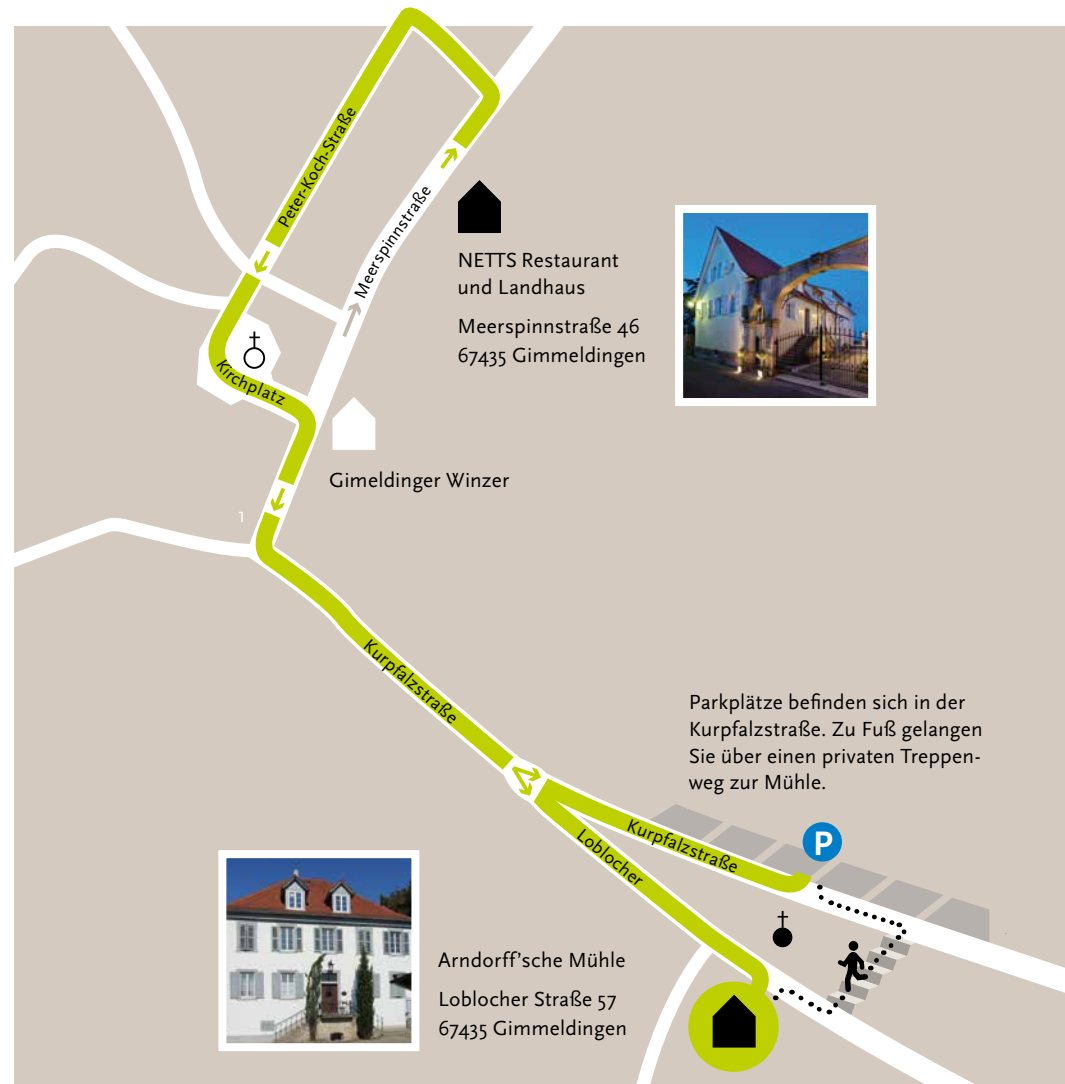 Peter-Koch-Straße
Meerspinnstraße
NETTS Restaurant
und Landhaus
Meerspinnstraße 46
67435 Gimmeldingen
Kirchplatz
Gimeldinger Winzer
1
Kurpfalzstraße
Parkplätze befinden sich in der
Kurpfalzstraße. Zu Fuß gelangen
Sie über einen privaten Treppen-
weg zur Mühle.
P
Kurpfalzstraße
Loblocher
Arndorff'sche Mühle
Loblocher Straße 57
67435 Gimmeldingen